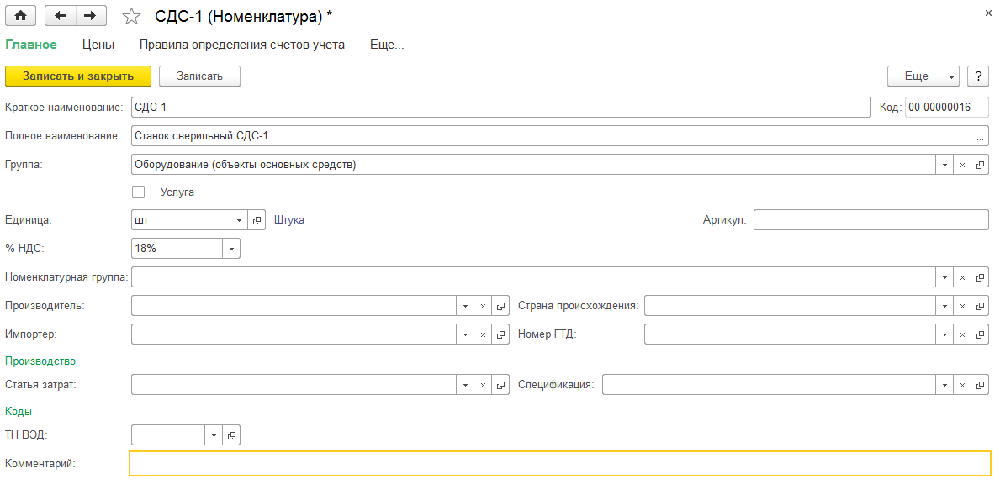 СДС-1 (Номенклатура) *
Главное Цены Правила определения счетов учета Еще...
Записать и закрыть Записать Еще ?
Краткое наименование: СДС-1 Код: 00-00000016
Полное наименование: Станок сверильный СДС-1 ...
Группа: Оборудование (объекты основных средств)
Услуга
Единица: шт Штука Артикул:
% НДС: 18%
Номенклатурная группа:
Производитель: Страна происхождения:
Импортер: Номер ГТД:
Производство
Статья затрат: Спецификация:
Коды
ТН ВЭД:
Комментарий: